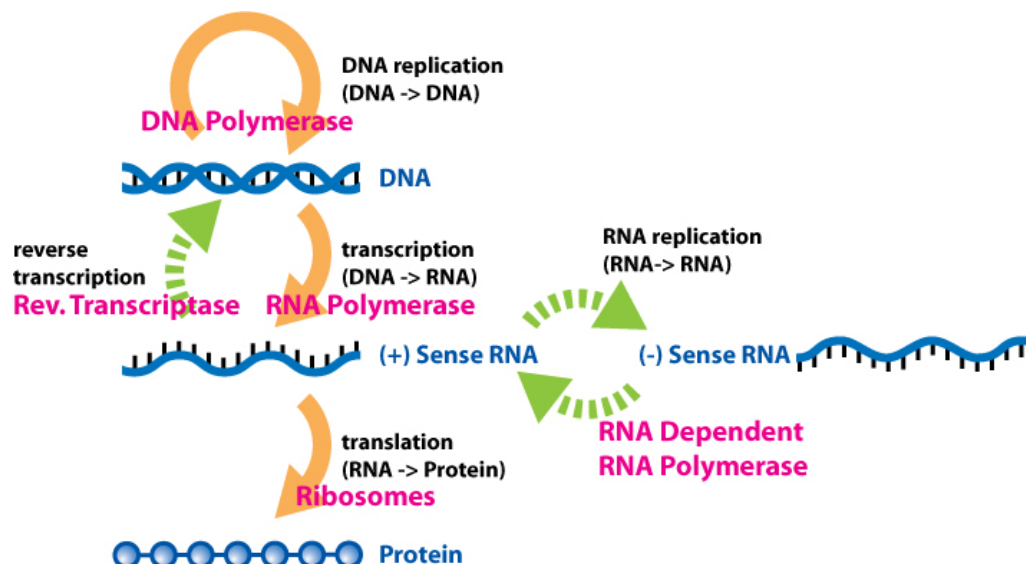 DNA replication
(DNA -> DNA)
DNA Polymerase
DNA
reverse
transcription
Rev. Transcriptase
transcription
(DNA -> RNA)
RNA Polymerase
RNA replication
(RNA-> RNA)
(+) Sense RNA
(-) Sense RNA
RNA Dependent
RNA Polymerase
translation
(RNA -> Protein)
Ribosomes
Protein